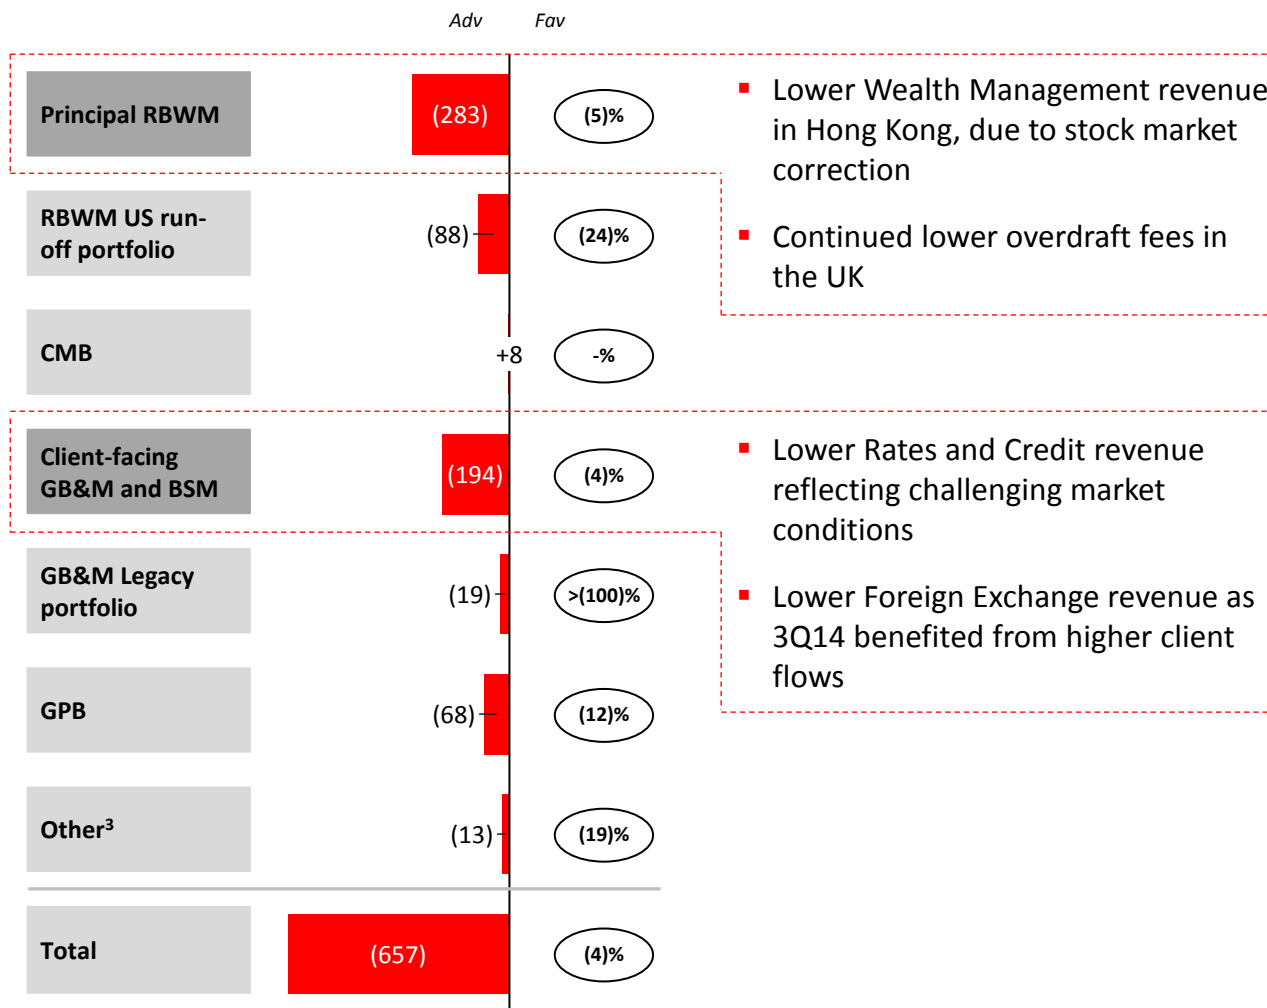 Adv Fav
Principal RBWM
(283)
(5)%
▪ Lower Wealth Management revenue
in Hong Kong, due to stock market
correction
▪ Continued lower overdraft fees in
the UK
RBWM US run-
off portfolio
(88)
(24)%
CMB
+8
-%
Client-facing
GB&M and BSM
(194)
(4)%
▪ Lower Rates and Credit revenue
reflecting challenging market
conditions
▪ Lower Foreign Exchange revenue as
3Q14 benefited from higher client
flows
GB&M Legacy
portfolio
(19)
>(100)%
GPB
(68)
(12)%
Other³
(13)
(19)%
Total
(657)
(4)%